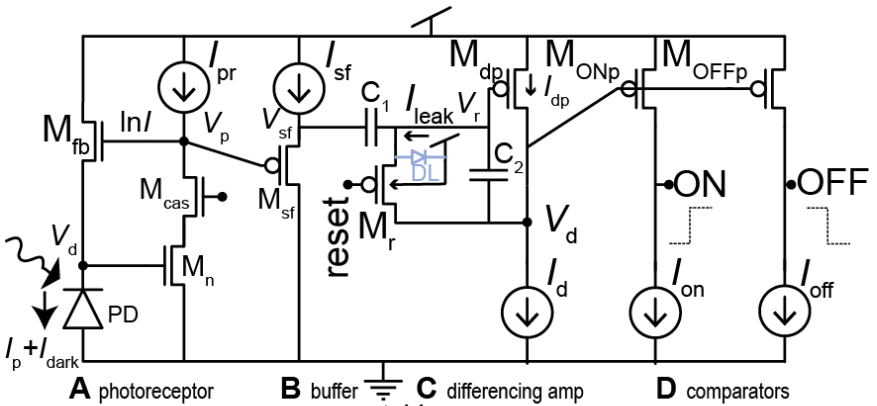 I_pr
I_sf
M_dp
M_ONp
M_OFFp
I_dp
C_1
I_leak
V_r
V_sf
M_fb
lnI
V_p
DL
C_2
M_cas
M_sf
reset
M_r
ON
OFF
V_d
V_d
M_n
I_d
I_on
I_off
PD
I_p+I_dark
A photoreceptor
B buffer
C differencing amp
D comparators